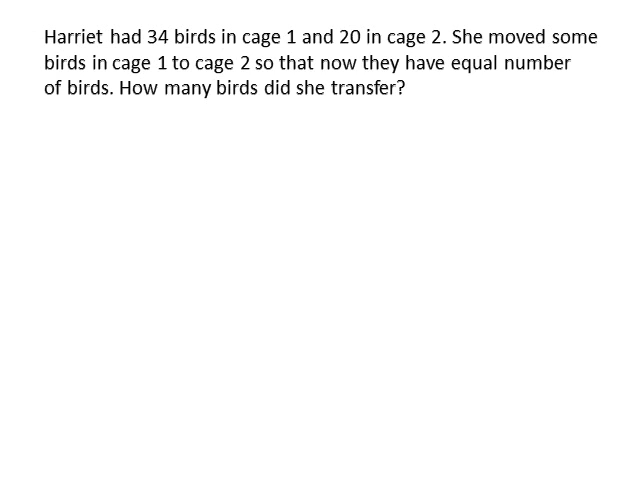 Harriet had 34 birds in cage 1 and 20 in cage 2. She moved some
birds in cage 1 to cage 2 so that now they have equal number
of birds. How many birds did she transfer?